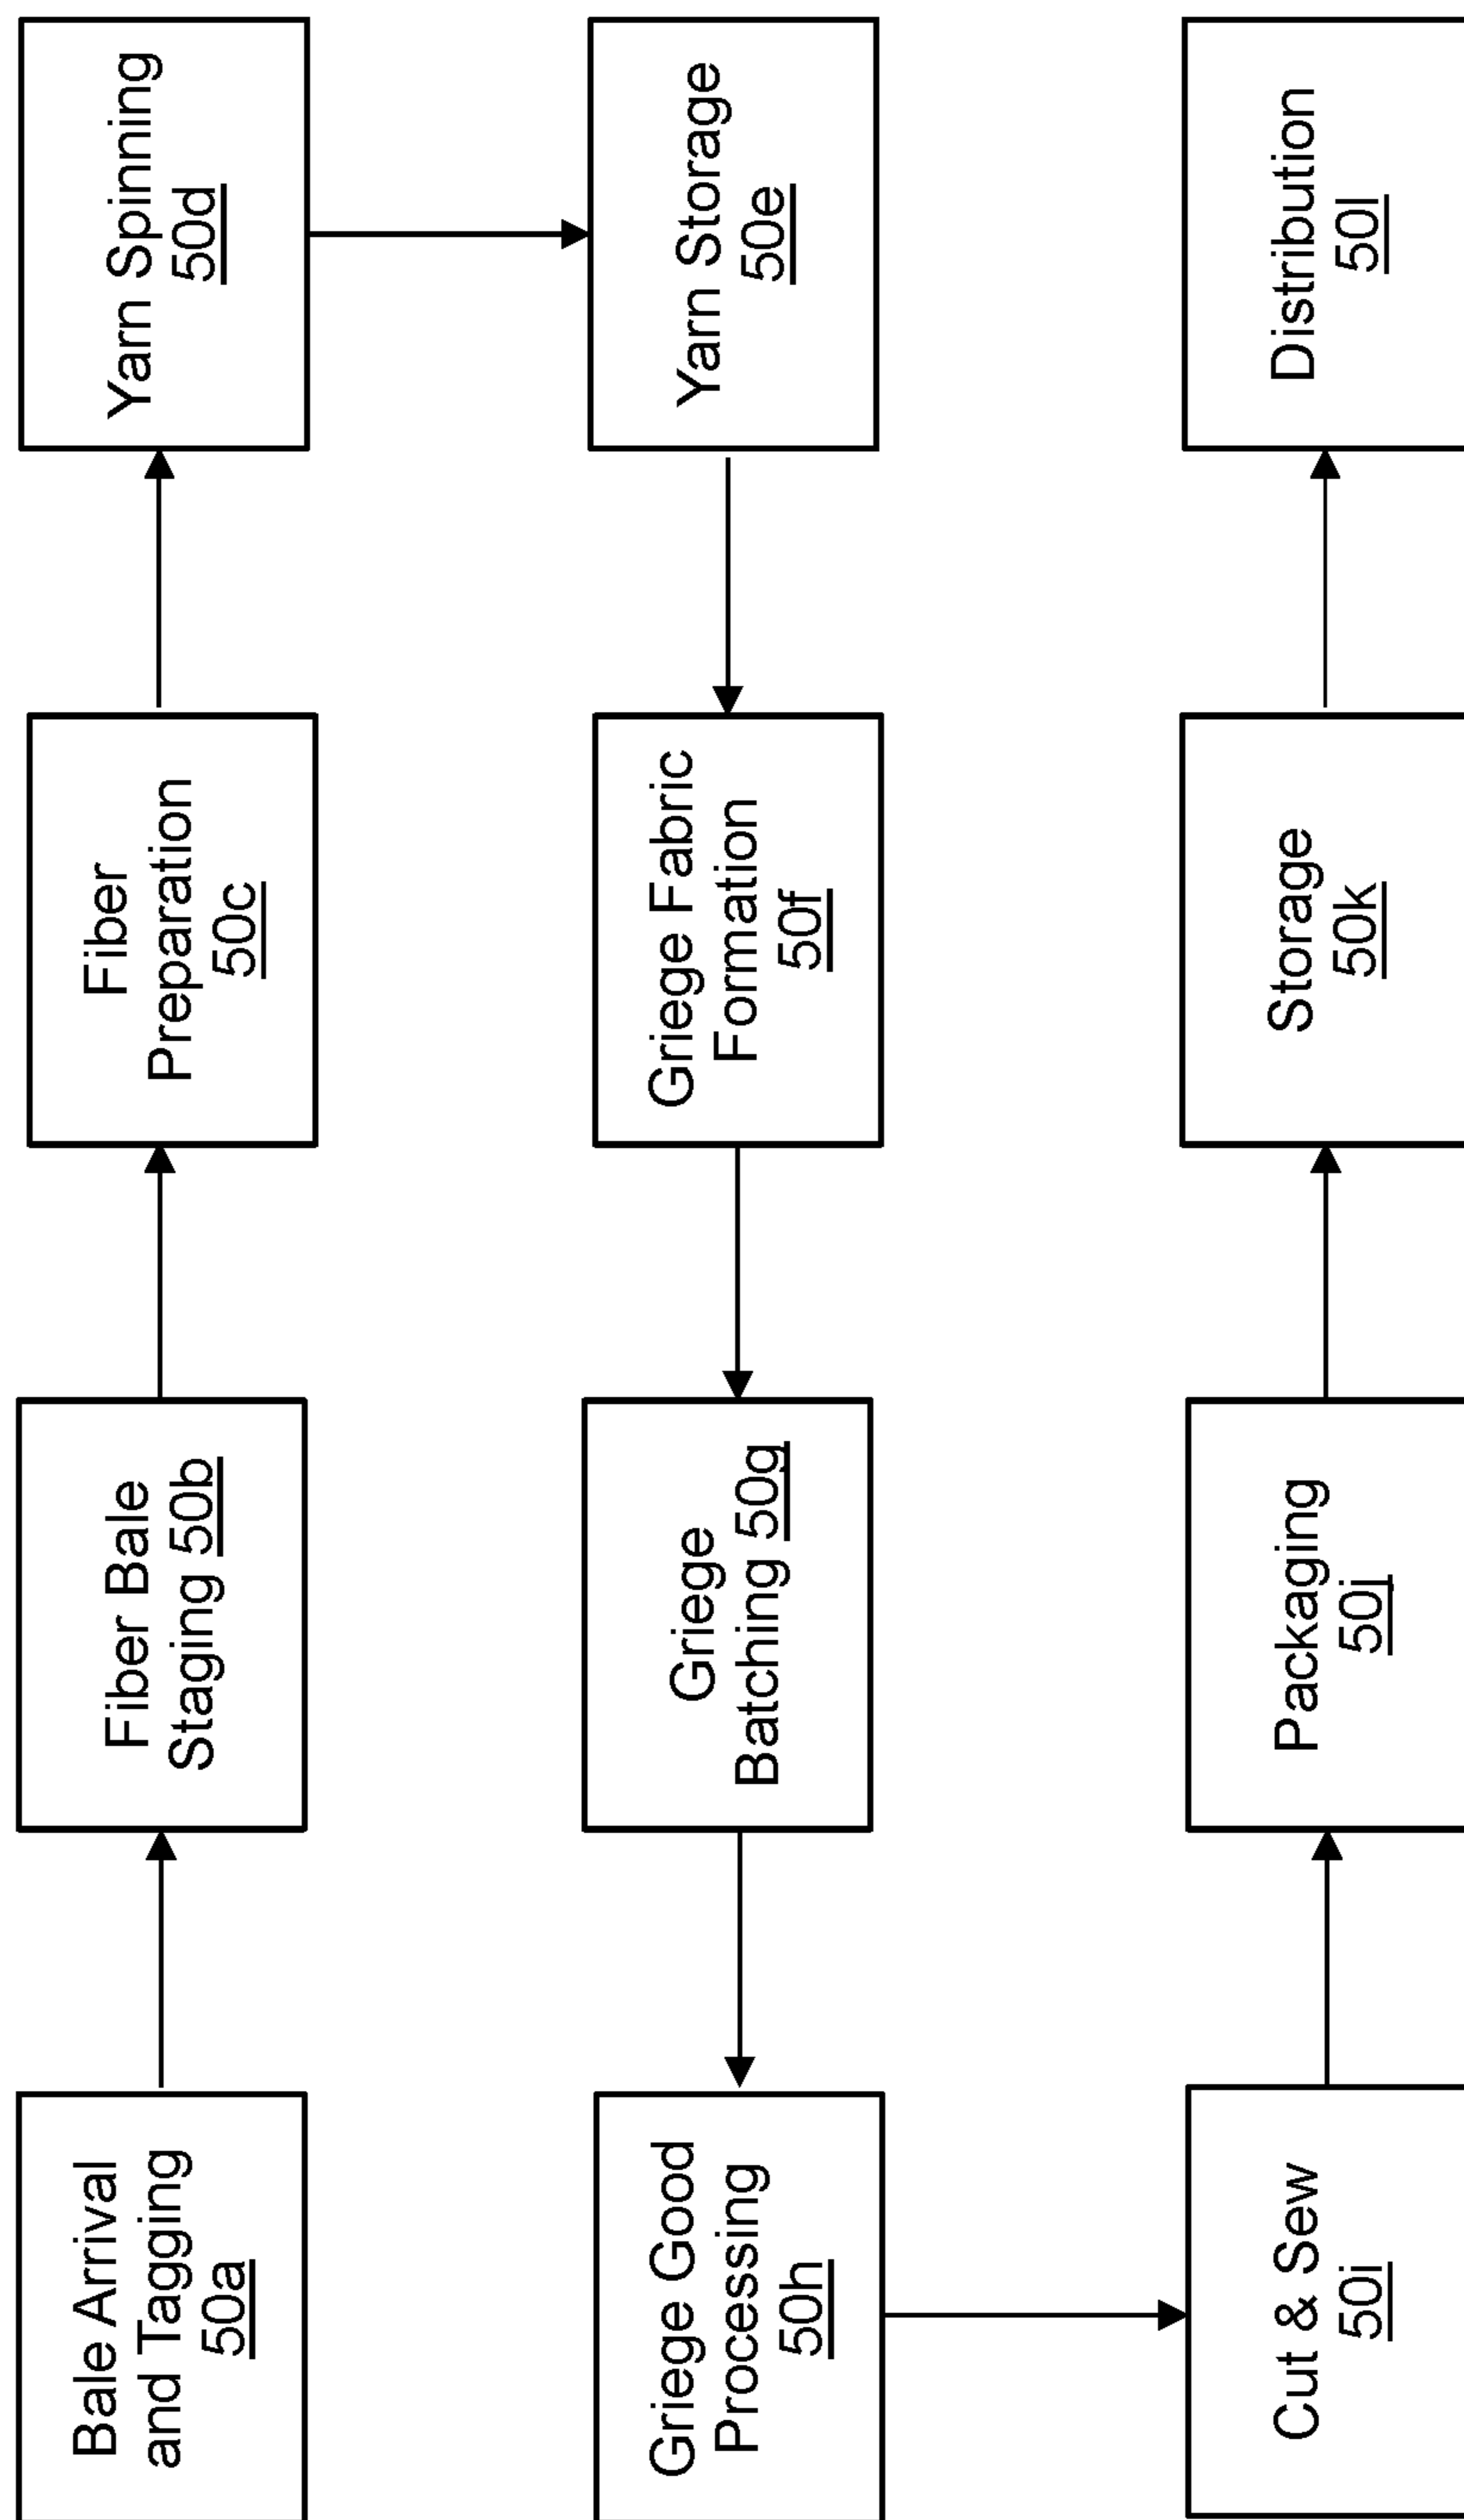 Bale Arrival
and Tagging
50a
Fiber Bale
Staging 50b
Fiber
Preparation
50c
Yarn Spinning
50d
Yarn Storage
50e
Griege Fabric
Formation
50f
Griege
Batching 50g
Griege Good
Processing
50h
Cut & Sew
50i
Packaging
50j
Storage
50k
Distribution
50l